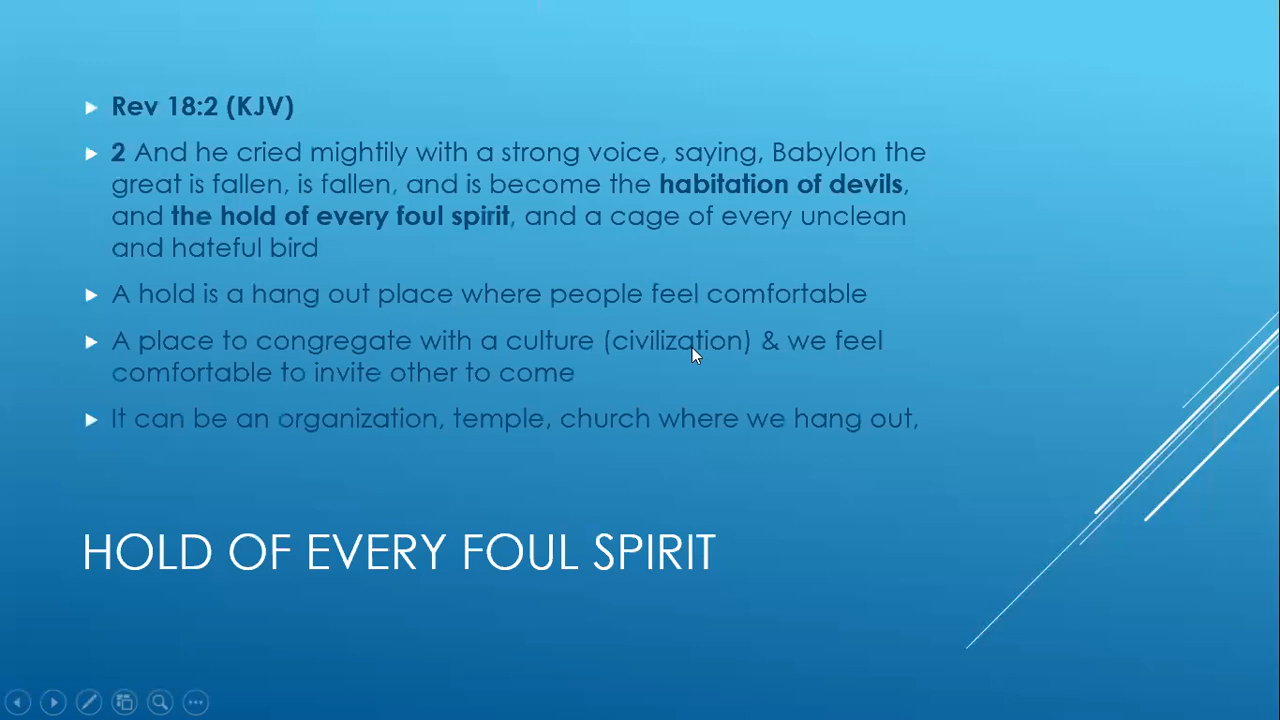 Rev 18:2 (KJV)
2 And he cried mightily with a strong voice, saying, Babylon the
great is fallen, is fallen, and is become the habitation of devils,
and the hold of every foul spirit, and a cage of every unclean
and hateful bird
A hold is a hang out place where people feel comfortable
A place to congregate with a culture (civilization) & we feel
comfortable to invite other to come
It can be an organization, temple, church where we hang out,
HOLD OF EVERY FOUL SPIRIT